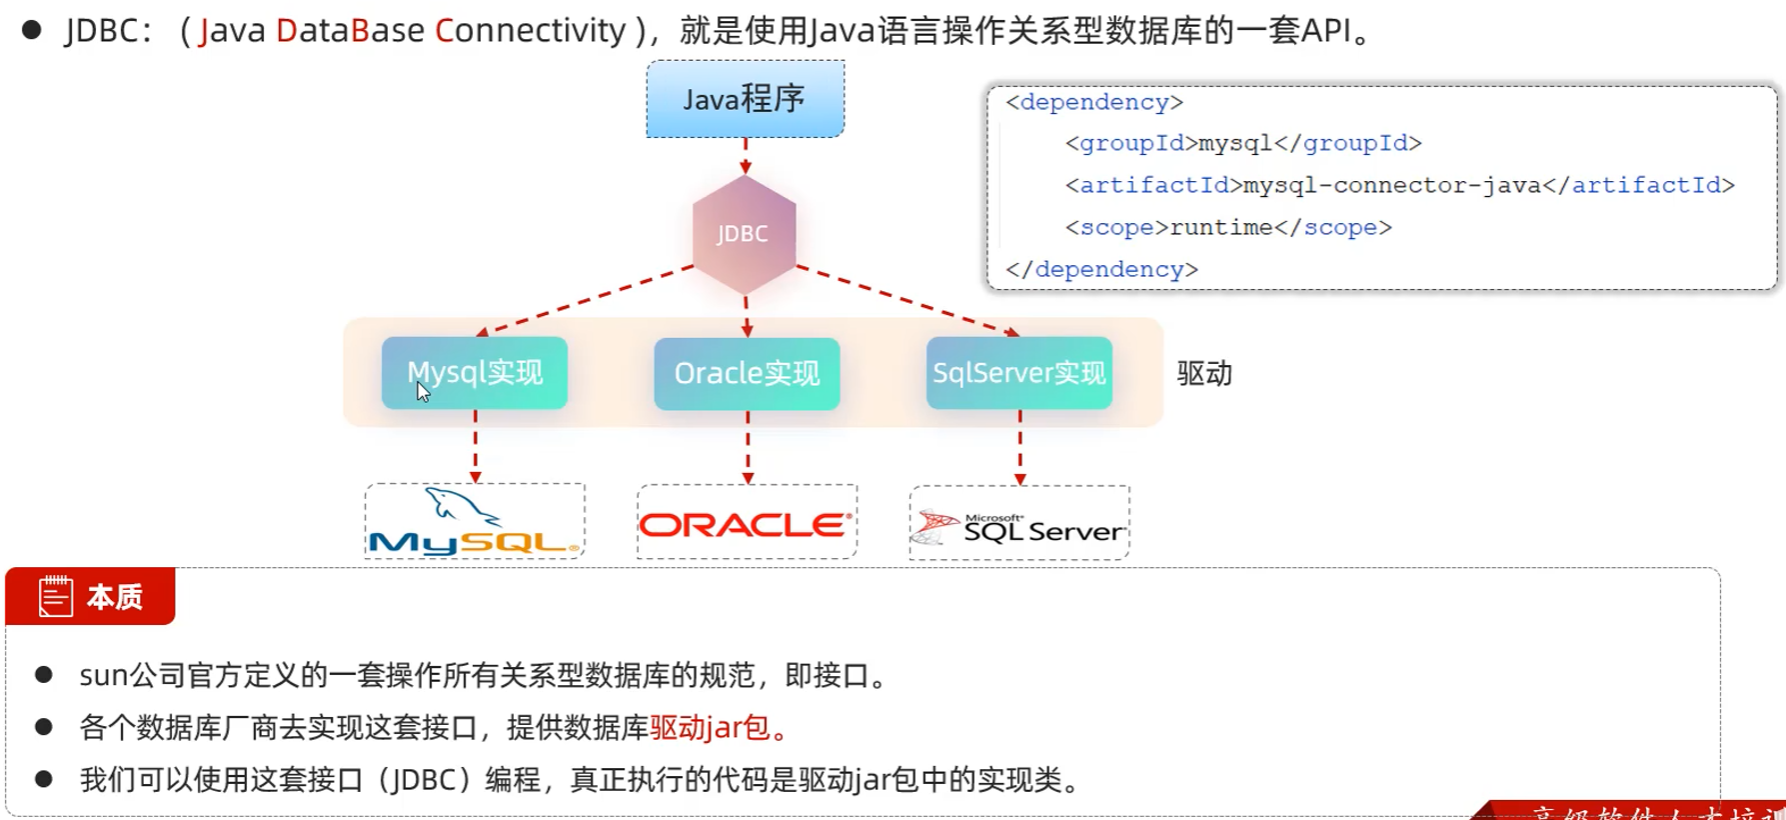 ● JDBC：（Java DataBase Connectivity），就是使用Java语言操作关系型数据库的一套API。
Java程序
<dependency>
<groupId>mysql</groupId>
<artifactId>mysql-connector-java</artifactId>
<scope>runtime</scope>
</dependency>
JDBC
Mysql实现
Oracle实现
SqlServer实现
驱动
MySQL®
ORACLE®
Microsoft®
SQL Server
本质
● sun公司官方定义的一套操作所有关系型数据库的规范，即接口。
● 各个数据库厂商去实现这套接口，提供数据库驱动jar包。
● 我们可以使用这套接口（JDBC）编程，真正执行的代码是驱动jar包中的实现类。
高级软件人才培训